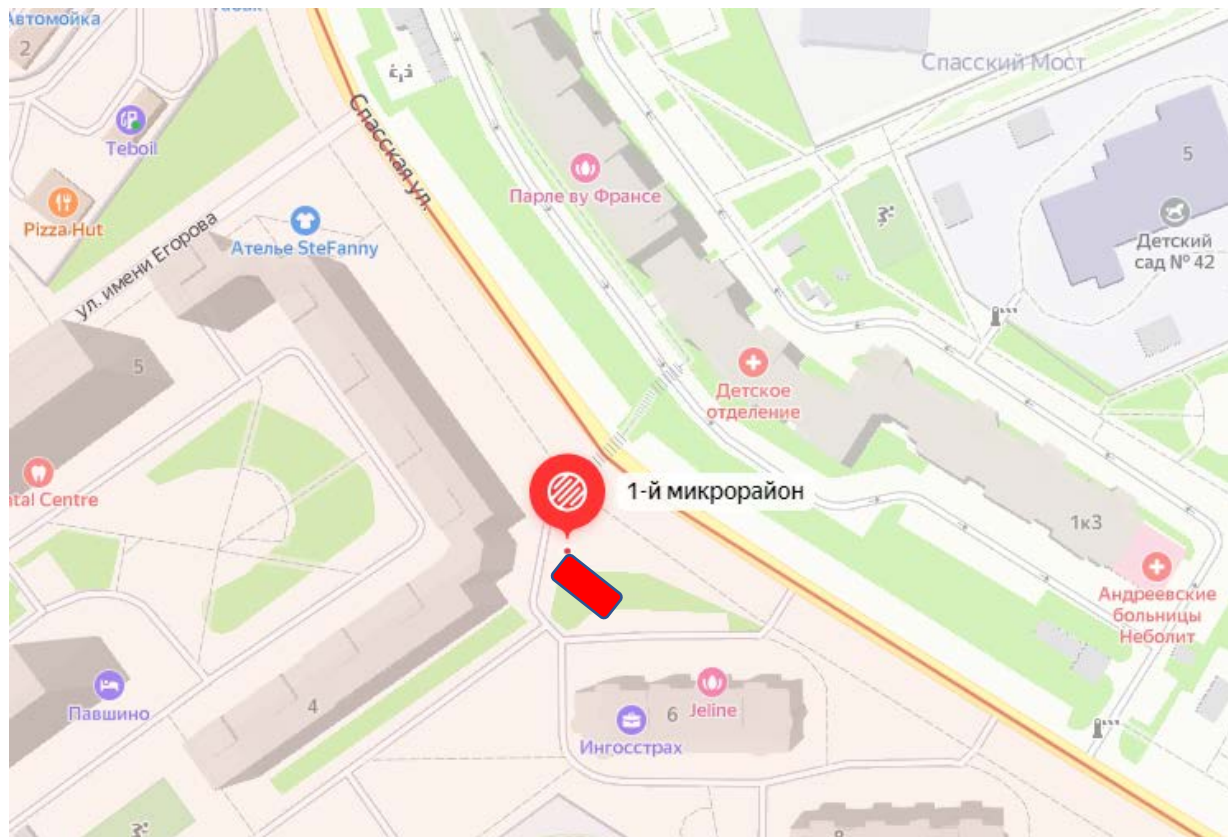 Автомойка
2
Teboil
Pizza Hut
ул. имени Егорова
Ателье SteFanny
Спасская ул.
Парле ву Франсе
Спасский Мост
5
Детский
сад № 42
5
Детское
отделение
1-й микрорайон
1к3
Андреевские
больницы
Неболит
ntal Centre
Павшино
4
6
Jeline
Ингосстрах